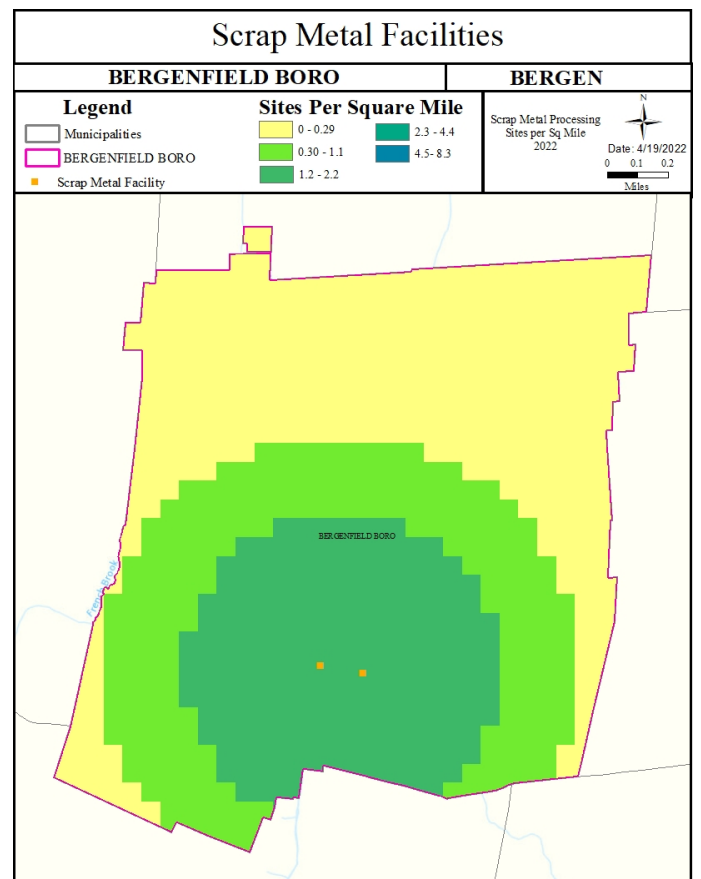 Scrap Metal Facilities
BERGENFIELD BORO
BERGEN
Legend
Municipalities
BERGENFIELD BORO
Scrap Metal Facility
Sites Per Square Mile
0 - 0.29
0.30 - 1.1
1.2 - 2.2
2.3 - 4.4
4.5- 8.3
Scrap Metal Processing
Sites per Sq Mile
2022
N
Date: 4/19/2022
0 0.1 0.2
Miles
BERGENFIELD BORO
French Brook